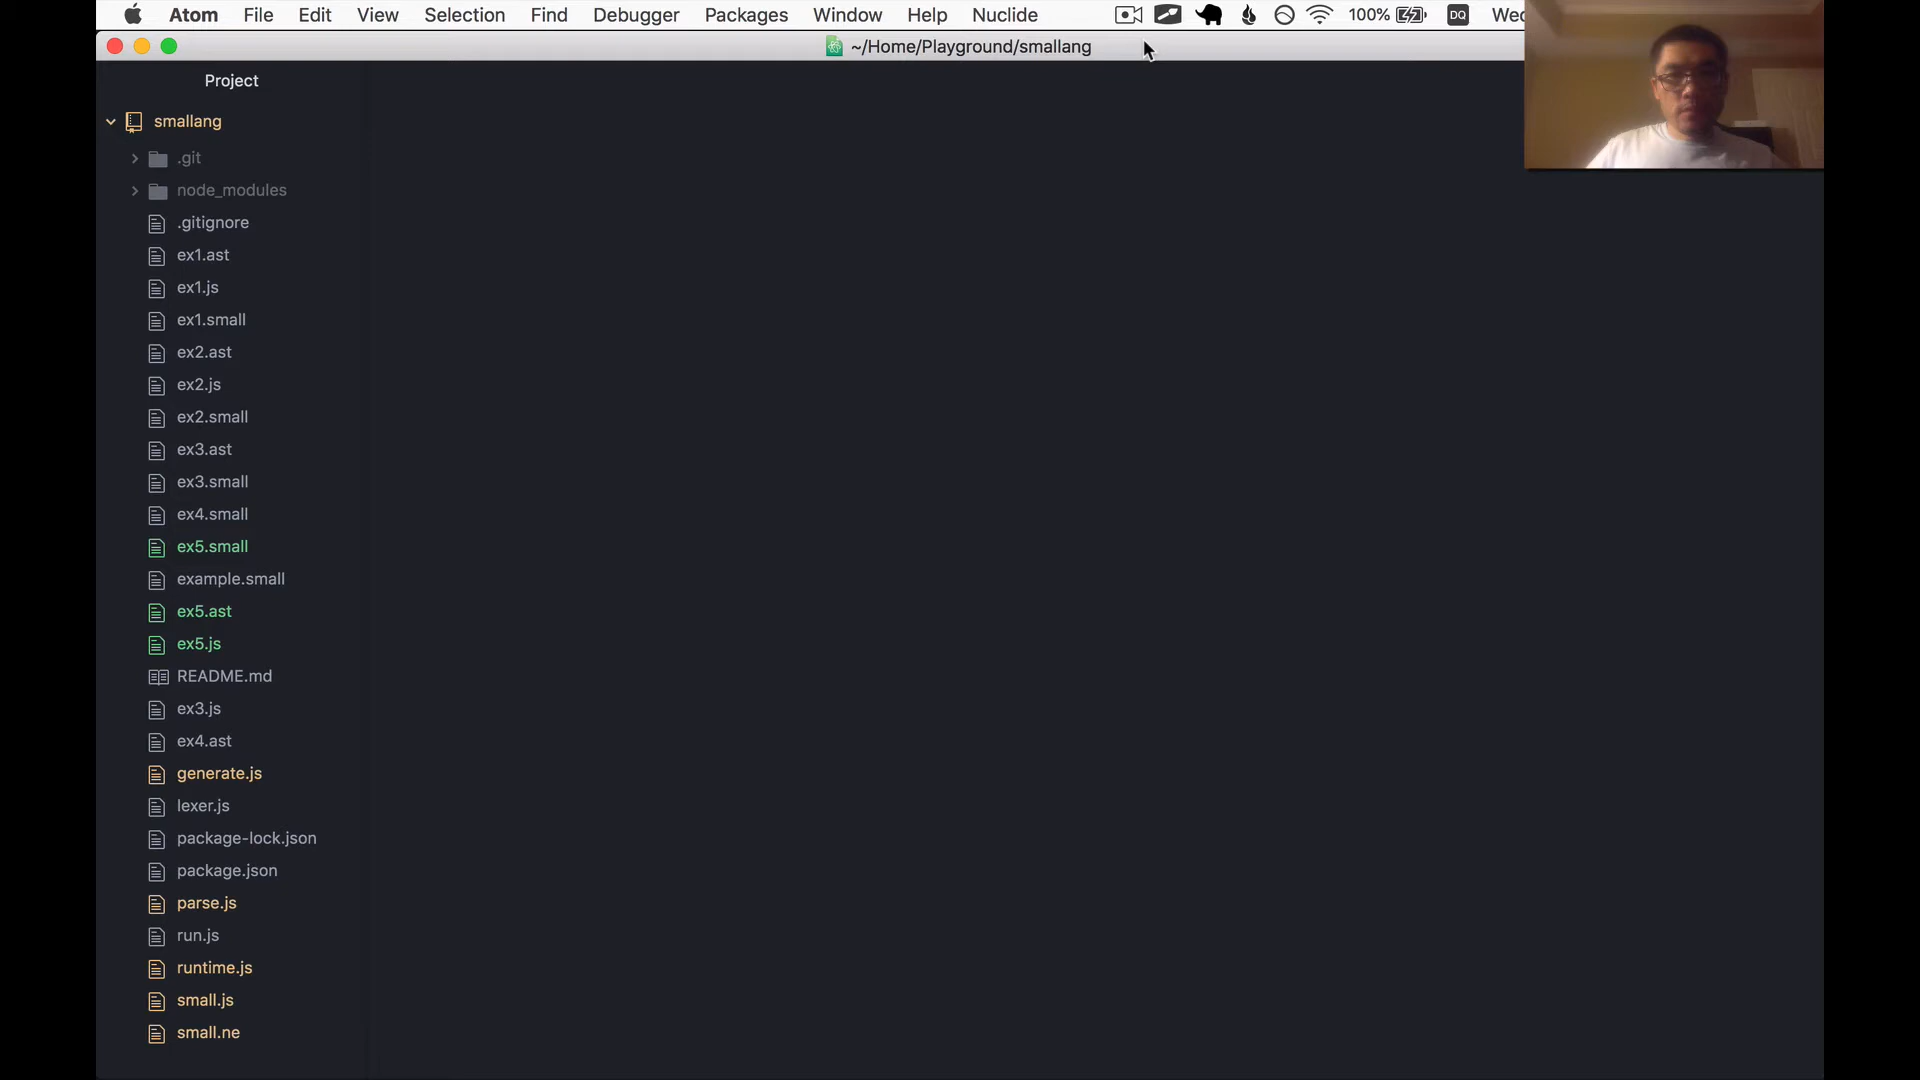 Atom File Edit View Selection Find Debugger Packages Window Help Nuclide 100% DQ
~/Home/Playground/smallang
Project
smallang
.git
node_modules
.gitignore
ex1.ast
ex1.js
ex1.small
ex2.ast
ex2.js
ex2.small
ex3.ast
ex3.small
ex4.small
ex5.small
example.small
ex5.ast
ex5.js
README.md
ex3.js
ex4.ast
generate.js
lexer.js
package-lock.json
package.json
parse.js
run.js
runtime.js
small.js
small.ne